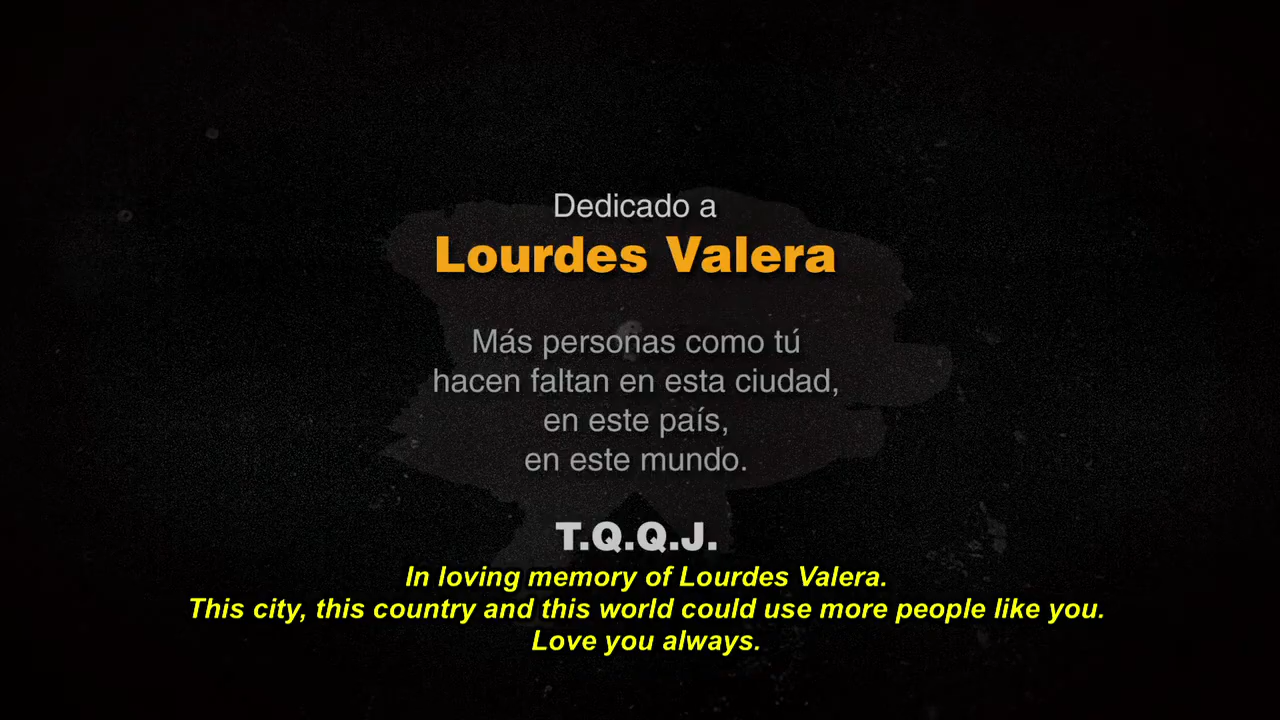 Dedicado a
Lourdes Valera
Más personas como tú
hacen faltan en esta ciudad,
en este país,
en este mundo.
T.Q.Q.J.
In loving memory of Lourdes Valera.
This city, this country and this world could use more people like you.
Love you always.